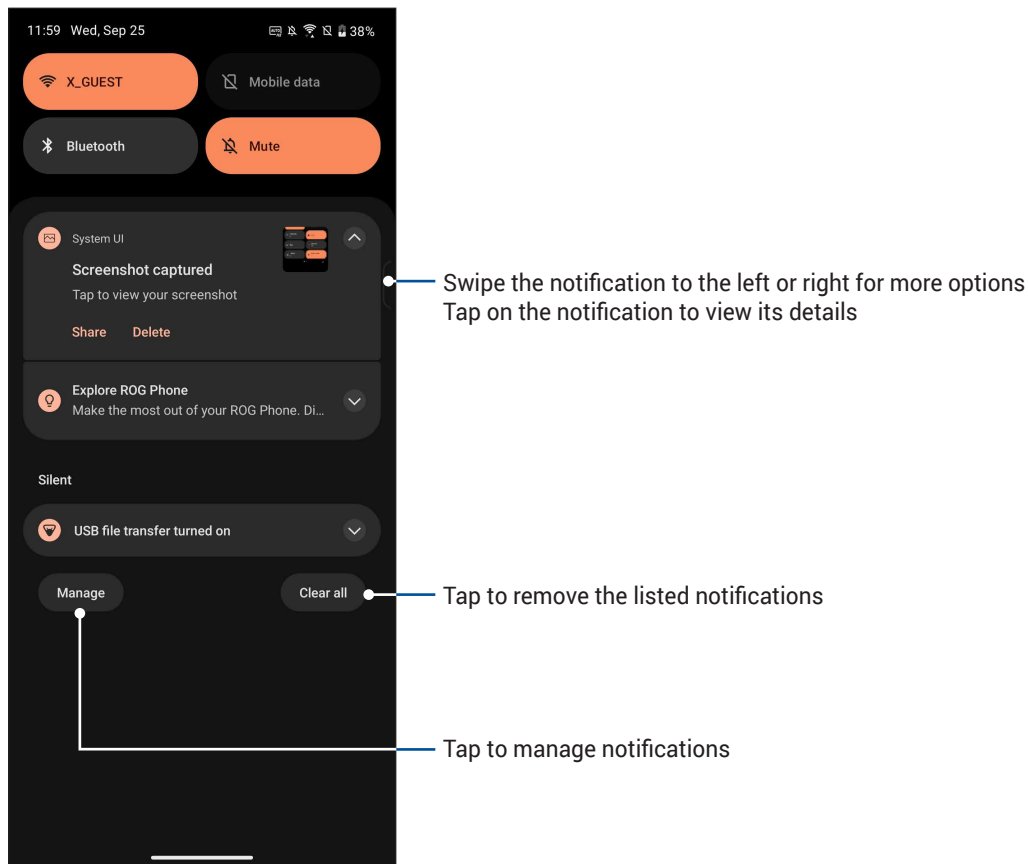 11:59 Wed, Sep 25
38%
X_GUEST
Mobile data
Bluetooth
Mute
System UI
Screenshot captured
Tap to view your screenshot
Share Delete
Swipe the notification to the left or right for more options
Tap on the notification to view its details
Explore ROG Phone
Make the most out of your ROG Phone. Di...
Silent
USB file transfer turned on
Manage
Clear all
Tap to remove the listed notifications
Tap to manage notifications